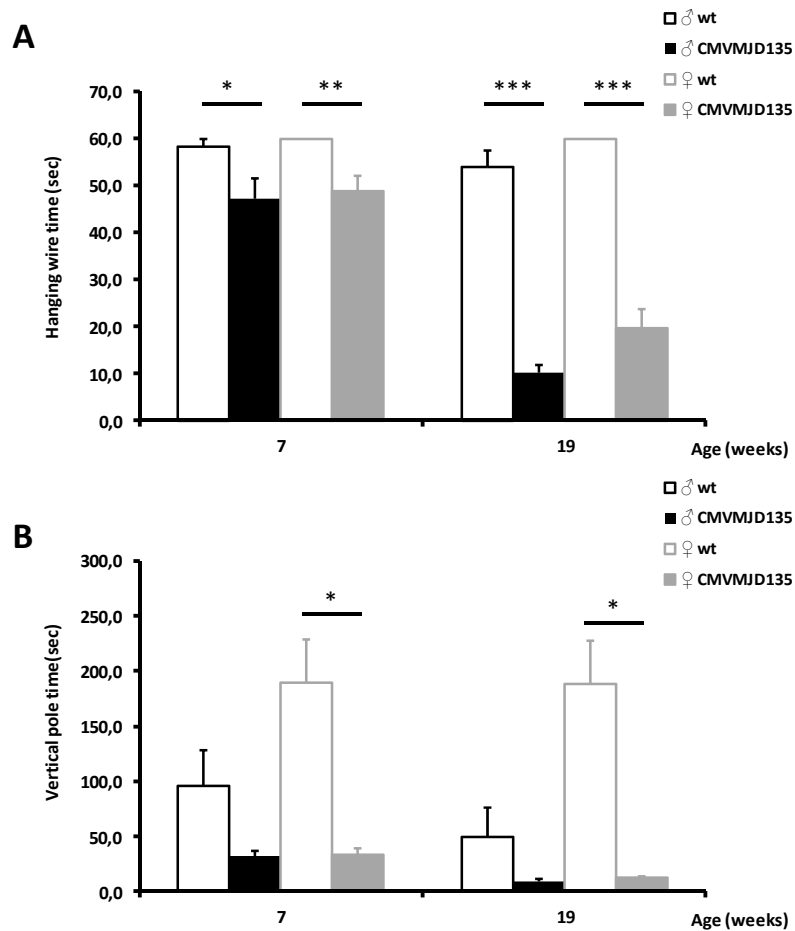 A
♂ wt
♂ CMVMJD135
♀ wt
♀ CMVMJD135
* ** *** ***
70,0
60,0
50,0
40,0
30,0
20,0
10,0
0,0
Hanging wire time (sec)
7 19 Age (weeks)
B
♂ wt
♂ CMVMJD135
♀ wt
♀ CMVMJD135
* *
300,0
250,0
200,0
150,0
100,0
50,0
0,0
Vertical pole time(sec)
7 19 Age (weeks)